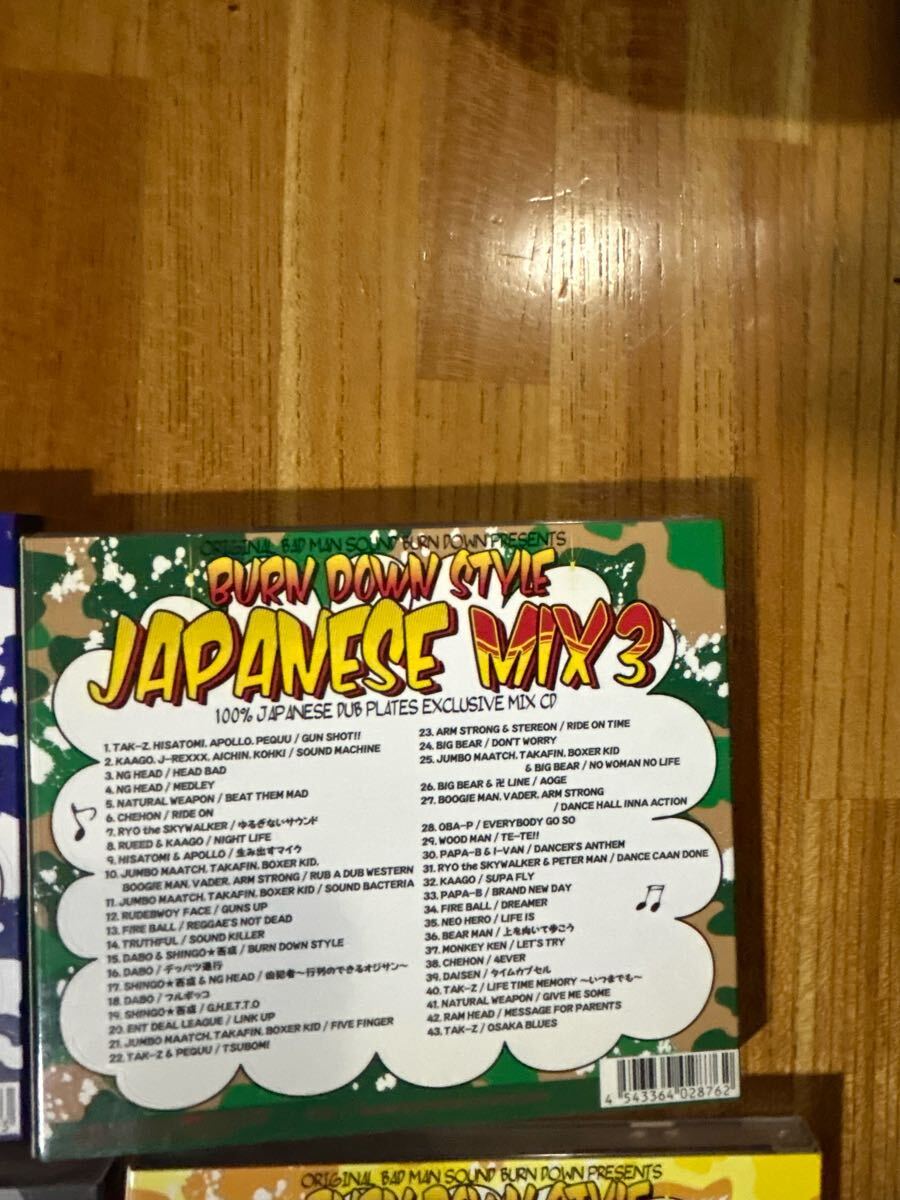 ORIGINAL BAD MAN SOUND BURN DOWN PRESENTS
BURN DOWN STYLE
JAPANESE MIX 3
100% JAPANESE DUB PLATES EXCLUSIVE MIX CD
1. TAK-Z. HISATOMI. APOLLO. PEQUU / GUN SHOT!!
2. KAAGO. J-REXXX. AICHIN. KOHKI / SOUND MACHINE
3. NG HEAD / HEAD BAD
4. NG HEAD / MEDLEY
5. NATURAL WEAPON / BEAT THEM MAD
6. CHEHON / RIDE ON
7. RYO the SKYWALKER / ゆるぎないサウンド
8. RUEED & KAAGO / NIGHT LIFE
9. HISATOMI & APOLLO / 生み出すマイク
10. JUMBO MAATCH. TAKAFIN. BOXER KID.
BOOGIE MAN. VADER. ARM STRONG / RUB A DUB WESTERN
11. JUMBO MAATCH. TAKAFIN. BOXER KID / SOUND BACTERIA
12. RUDEBWOY FACE / GUNS UP
13. FIRE BALL / REGGAE'S NOT DEAD
14. TRUTHFUL / SOUND KILLER
15. DABO & SHINGO★西成 / BURN DOWN STYLE
16. DABO / デッパツ進行
17. SHINGO★西成 & NG HEAD / 凶犯者〜行列のできるオジサン〜
18. DABO / フルボッコ
19. SHINGO★西成 / G.H.E.T.T.O
20. ENT DEAL LEAGUE / LINK UP
21. JUMBO MAATCH. TAKAFIN. BOXER KID / FIVE FINGER
22. TAK-Z & PEQUU / TSUBOMI
23. ARM STRONG & STEREON / RIDE ON TIME
24. BIG BEAR / DON'T WORRY
25. JUMBO MAATCH. TAKAFIN. BOXER KID
& BIG BEAR / NO WOMAN NO LIFE
26. BIG BEAR & 卍 LINE / AOGE
27. BOOGIE MAN. VADER. ARM STRONG
/ DANCE HALL INNA ACTION
28. OBA-P / EVERYBODY GO SO
29. WOOD MAN / TE-TE!!
30. PAPA-B & I-VAN / DANCER'S ANTHEM
31. RYO the SKYWALKER & PETER MAN / DANCE CAAN DONE
32. KAAGO / SUPA FLY
33. PAPA-B / BRAND NEW DAY
34. FIRE BALL / DREAMER
35. NEO HERO / LIFE IS
36. BEAR MAN / 上を向いて歩こう
37. MONKEY KEN / LET'S TRY
38. CHEHON / 4EVER
39. DAISEN / タイムカプセル
40. TAK-Z / LIFE TIME MEMORY 〜いつまでも〜
41. NATURAL WEAPON / GIVE ME SOME
42. RAM HEAD / MESSAGE FOR PARENTS
43. TAK-Z / OSAKA BLUES
4 543364 028762
ORIGINAL BAD MAN SOUND BURN DOWN PRESENTS
BURN DOWN STYLE